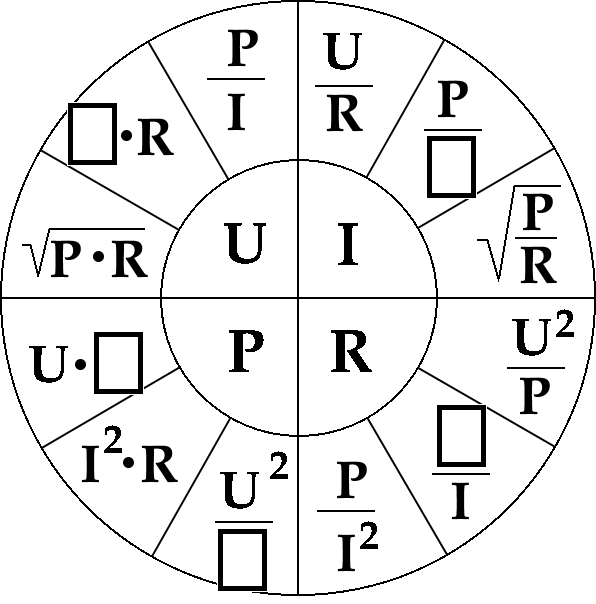 P
I
U
R
P
□
□·R
√P·R
√P
R
U
I
P
R
U·□
I²·R
U²
□
P
I²
□
I
U²
P